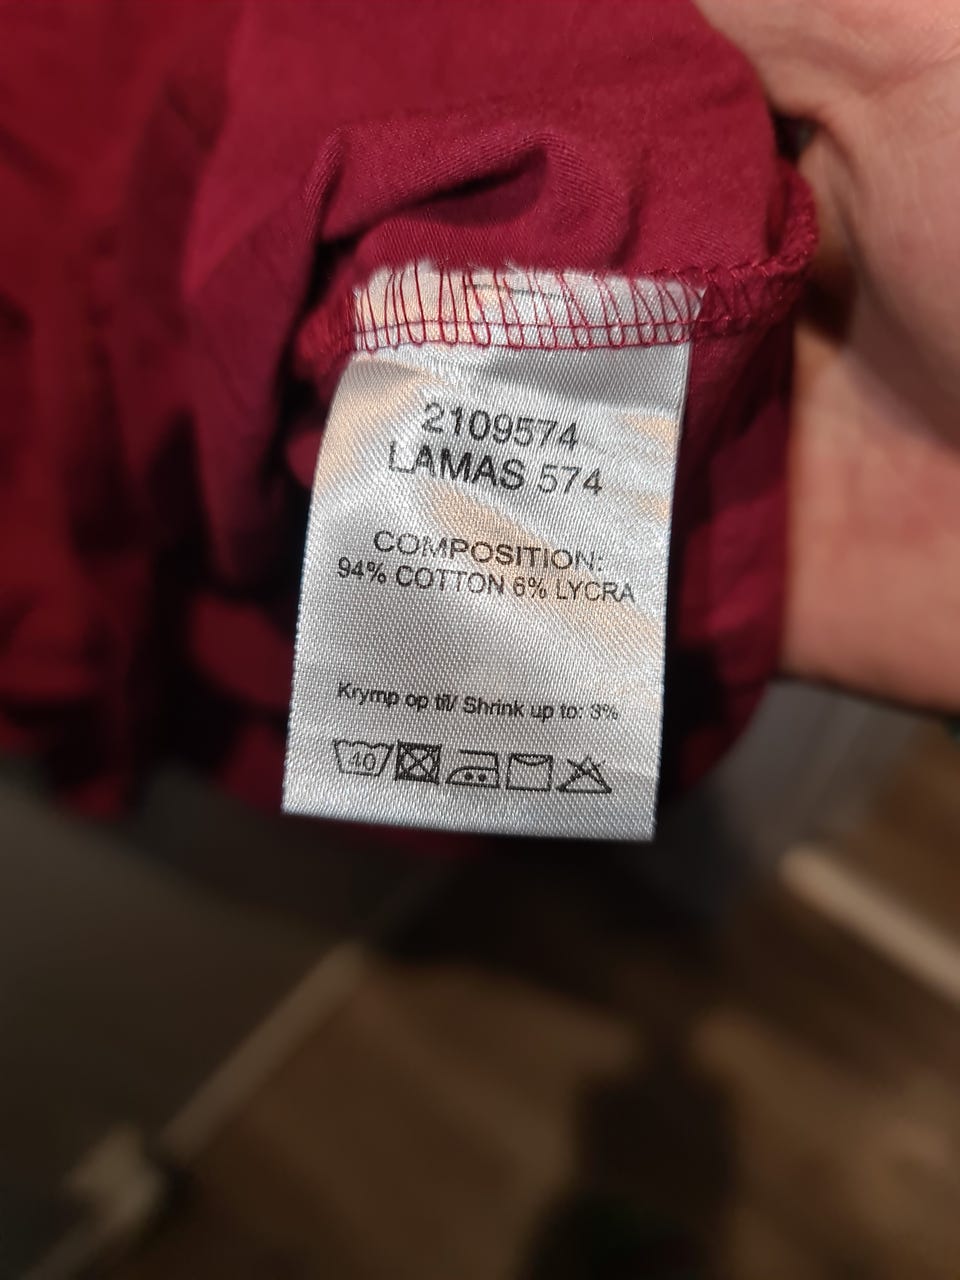 2109574
LAMAS 574
COMPOSITION:
94% COTTON 6% LYCRA
Krymp op til/ Shrink up to: 3%
40